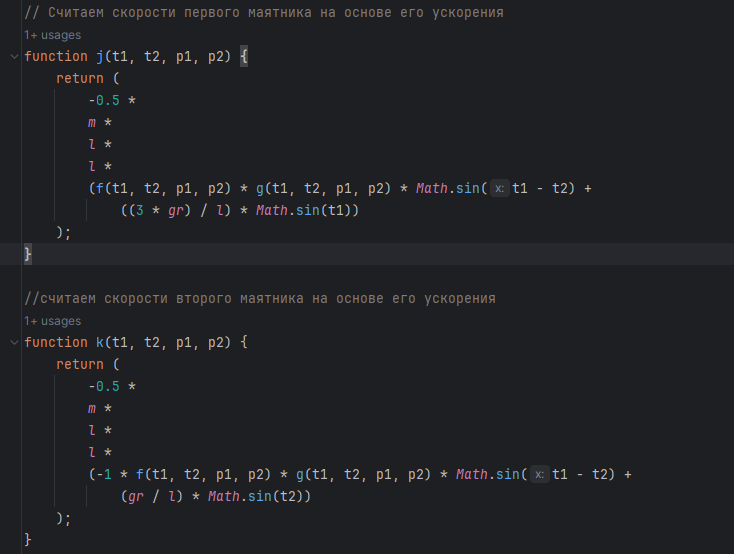 // Считаем скорости первого маятника на основе его ускорения
1+ usages
function j(t1, t2, p1, p2) {
return (
-0.5 *
m *
l *
l *
(f(t1, t2, p1, p2) * g(t1, t2, p1, p2) * Math.sin( x: t1 - t2) +
((3 * gr) / l) * Math.sin(t1))
);
}
//считаем скорости второго маятника на основе его ускорения
1+ usages
function k(t1, t2, p1, p2) {
return (
-0.5 *
m *
l *
l *
(-1 * f(t1, t2, p1, p2) * g(t1, t2, p1, p2) * Math.sin( x: t1 - t2) +
(gr / l) * Math.sin(t2))
);
}